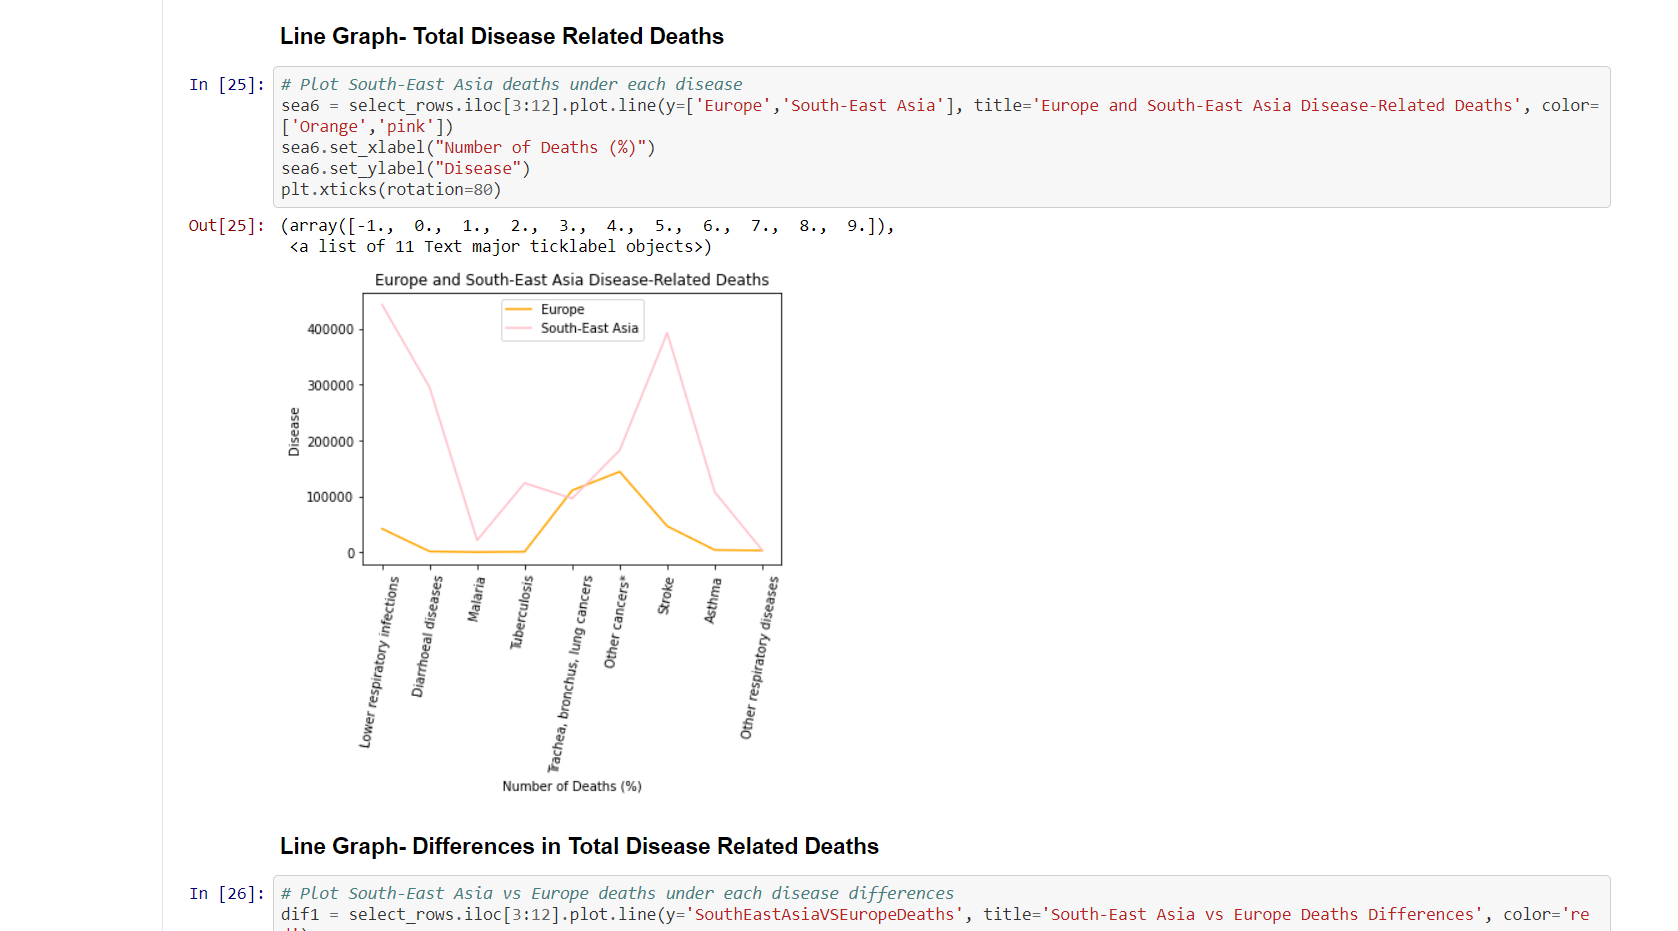 Line Graph- Total Disease Related Deaths
In [25]: # Plot South-East Asia deaths under each disease
sea6 = select_rows.iloc[3:12].plot.line(y=['Europe','South-East Asia'], title='Europe and South-East Asia Disease-Related Deaths', color=
['Orange','pink'])
sea6.set_xlabel("Number of Deaths (%)")
sea6.set_ylabel("Disease")
plt.xticks(rotation=80)
Out[25]: (array([-1., 0., 1., 2., 3., 4., 5., 6., 7., 8., 9.]),
<a list of 11 Text major ticklabel objects>)
Europe and South-East Asia Disease-Related Deaths
Europe
South-East Asia
400000
300000
200000
100000
0
Disease
Lower respiratory infections
Diarrhoeal diseases
Malaria
Tuberculosis
Trachea, bronchus, lung cancers
Other cancers*
Stroke
Asthma
Other respiratory diseases
Number of Deaths (%)
Line Graph- Differences in Total Disease Related Deaths
In [26]: # Plot South-East Asia vs Europe deaths under each disease differences
dif1 = select_rows.iloc[3:12].plot.line(y='SouthEastAsiaVSEuropeDeaths', title='South-East Asia vs Europe Deaths Differences', color='re